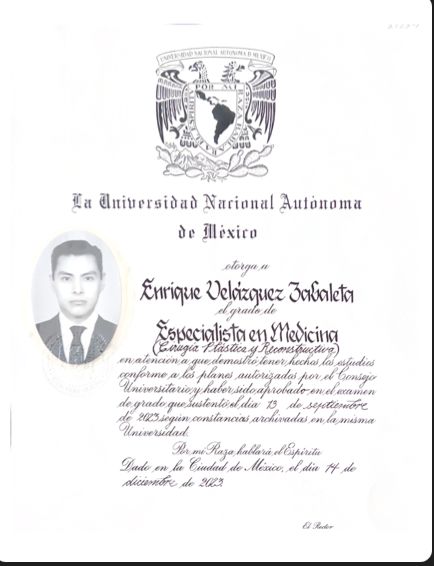 UNIVERSIDAD NACIONAL AUTONOMA DE MEXICO
POR MI RAZA HABLARA EL ESPIRITU
La Universidad Nacional Autónoma
de México
otorga a
Enrique Velázquez Zabaleta
el grado de
Especialista en Medicina
(Cirugía Plástica y Reconstructiva)
en atención a que demostró tener hechos los estudios
conforme a los planes autorizados por el Consejo
Universitario y haber sido aprobado en el examen
de grado que sustentó el día 13 de septiembre
de 2023 según constancias archivadas en la misma
Universidad.
Por mi Raza hablará el Espíritu
Dado en la Ciudad de México, el día 14 de
diciembre de 2023.
El Rector